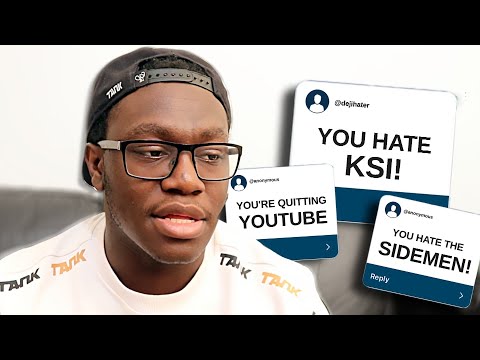 TANK
@dejihater
YOU HATE
KSI!
@anonymous
YOU'RE QUITTING
YOUTUBE
@anonymous
YOU HATE THE
SIDEMEN!
Reply
TANK
TANK
TANK